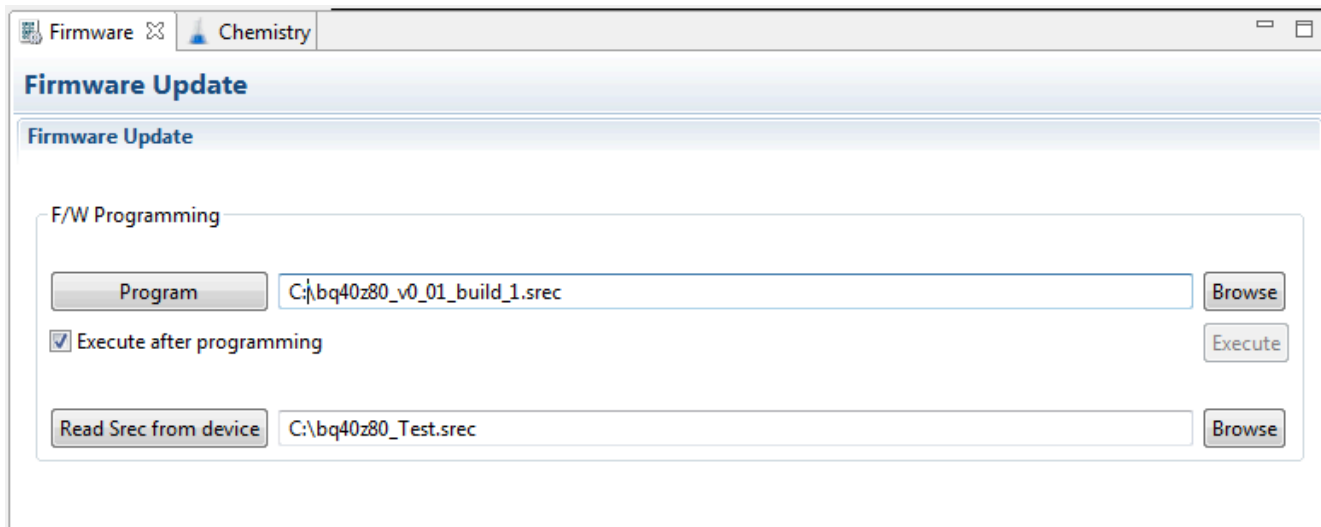 Firmware Chemistry
Firmware Update
Firmware Update
F/W Programming
Program C:\bq40z80_v0_01_build_1.srec Browse
Execute after programming Execute
Read Srec from device C:\bq40z80_Test.srec Browse